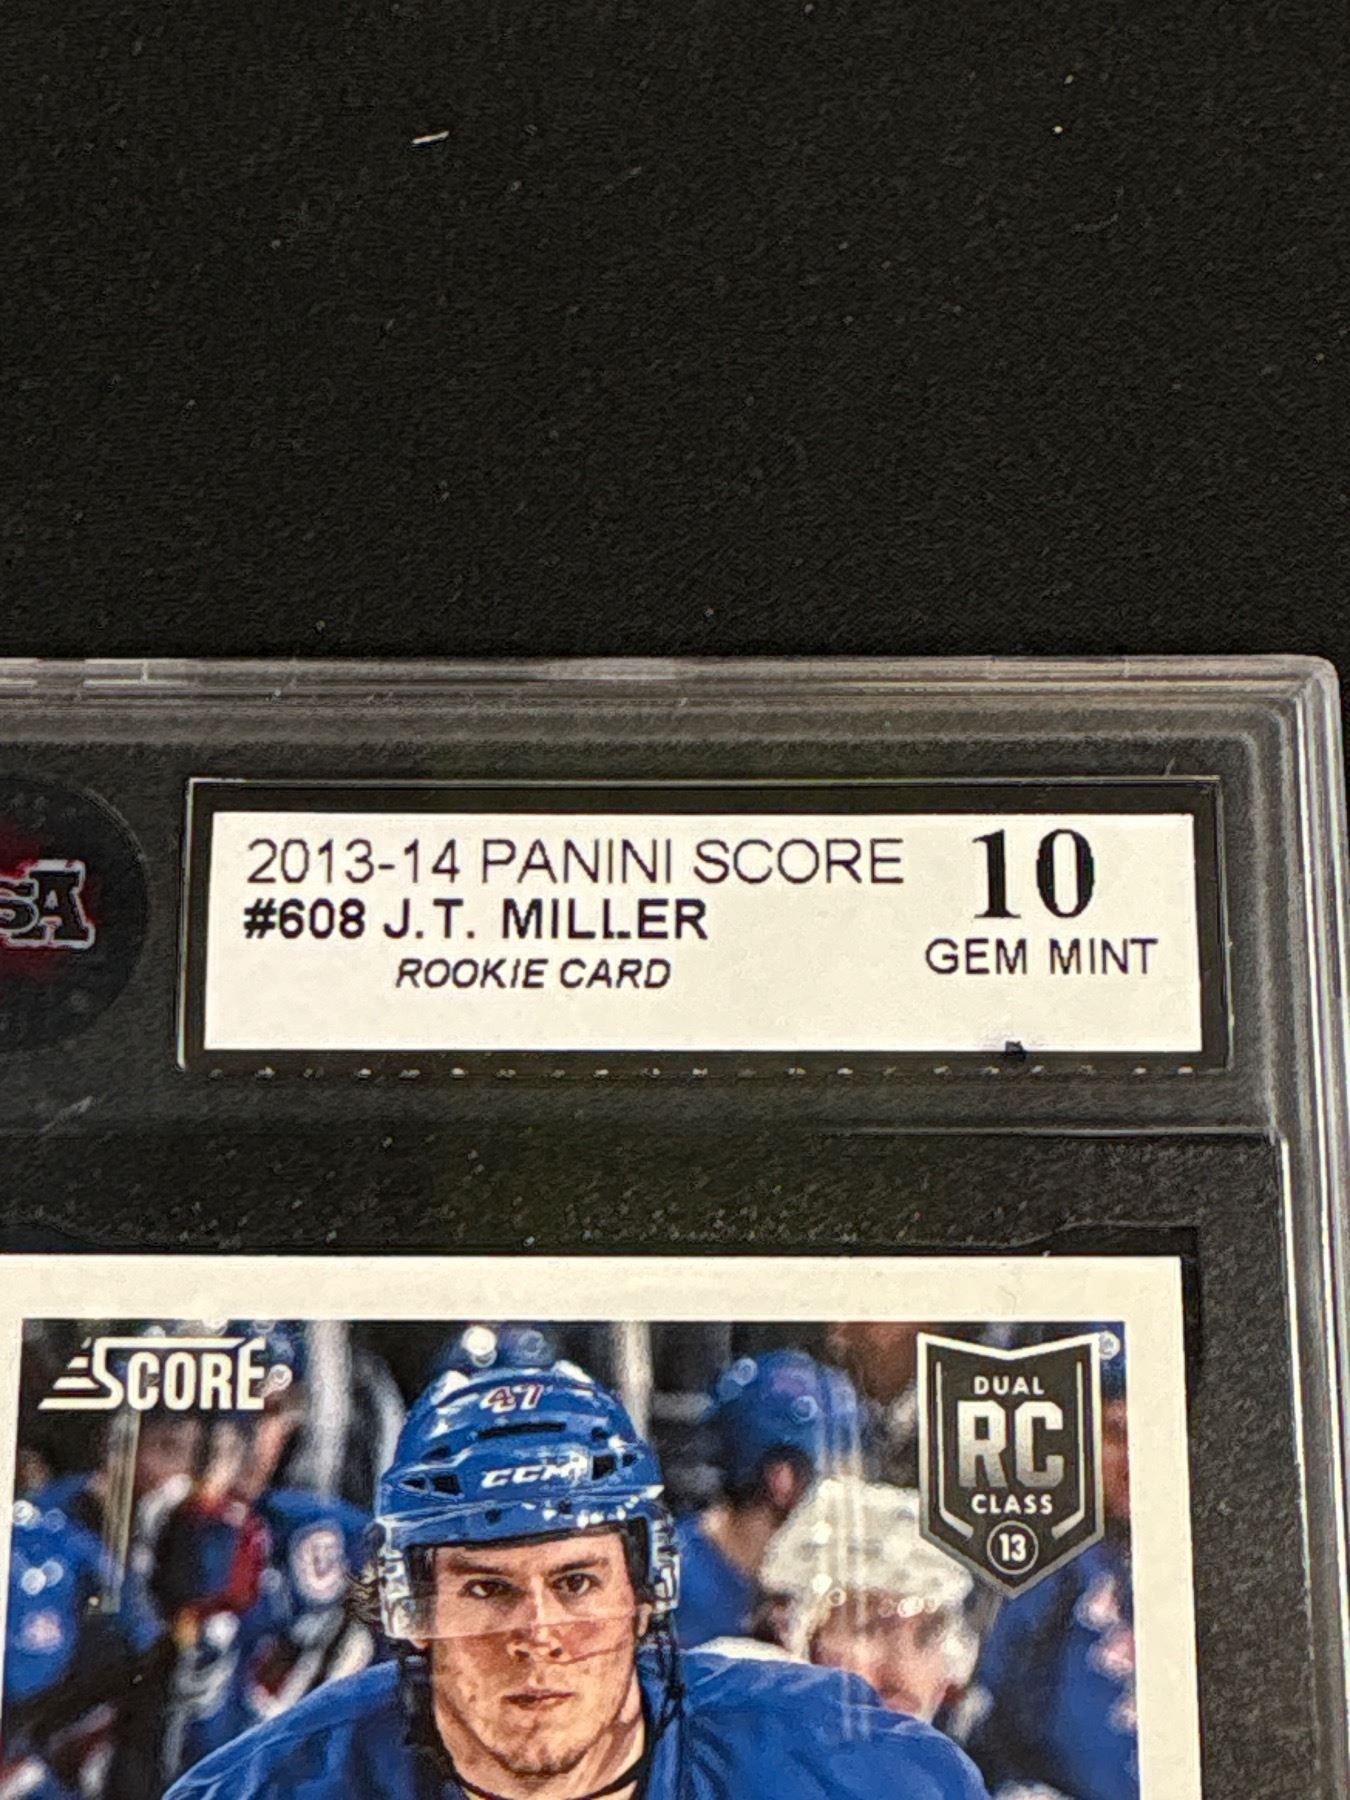 2013-14 PANINI SCORE
#608 J.T. MILLER
ROOKIE CARD
10
GEM MINT
SCORE
47
CCM
DUAL
RC
CLASS
13